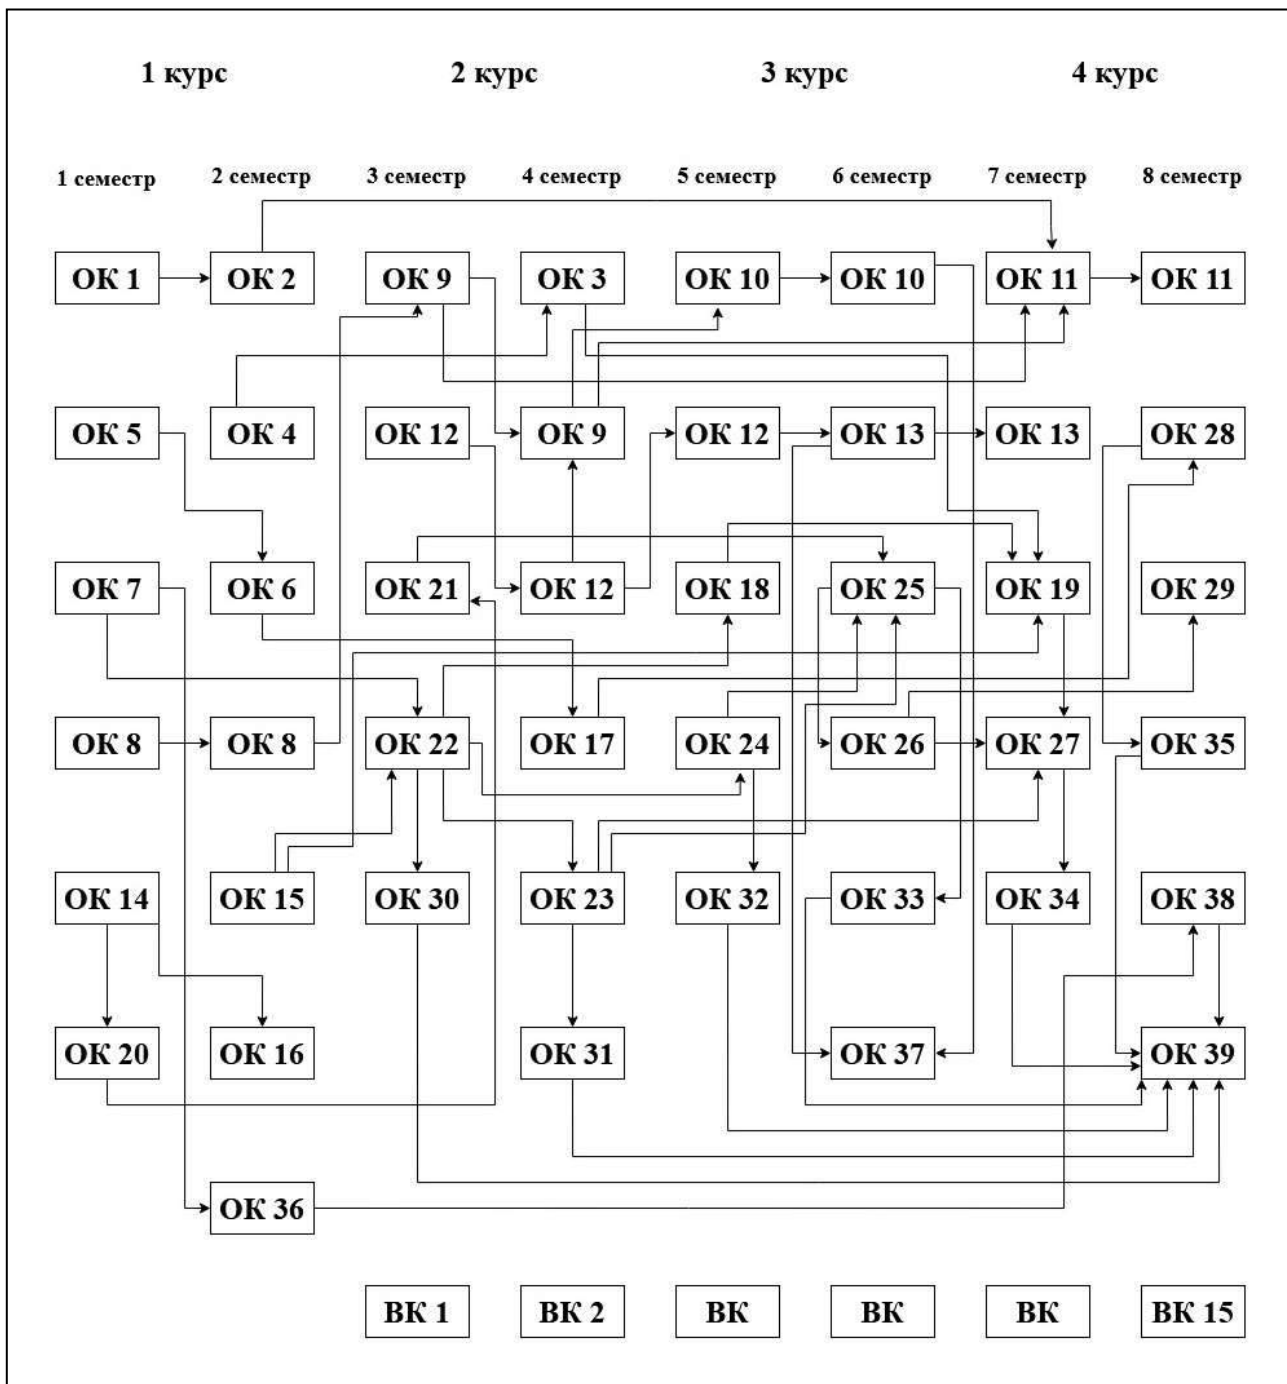 1 курс 2 курс 3 курс 4 курс
1 семестр 2 семестр 3 семестр 4 семестр 5 семестр 6 семестр 7 семестр 8 семестр
ОК 1 ОК 2 ОК 9 ОК 3 ОК 10 ОК 10 ОК 11 ОК 11
ОК 5 ОК 4 ОК 12 ОК 9 ОК 12 ОК 13 ОК 13 ОК 28
ОК 7 ОК 6 ОК 21 ОК 12 ОК 18 ОК 25 ОК 19 ОК 29
ОК 8 ОК 8 ОК 22 ОК 17 ОК 24 ОК 26 ОК 27 ОК 35
ОК 14 ОК 15 ОК 30 ОК 23 ОК 32 ОК 33 ОК 34 ОК 38
ОК 20 ОК 16 ОК 31 ОК 37 ОК 39
ОК 36
ВК 1 ВК 2 ВК ВК ВК ВК 15